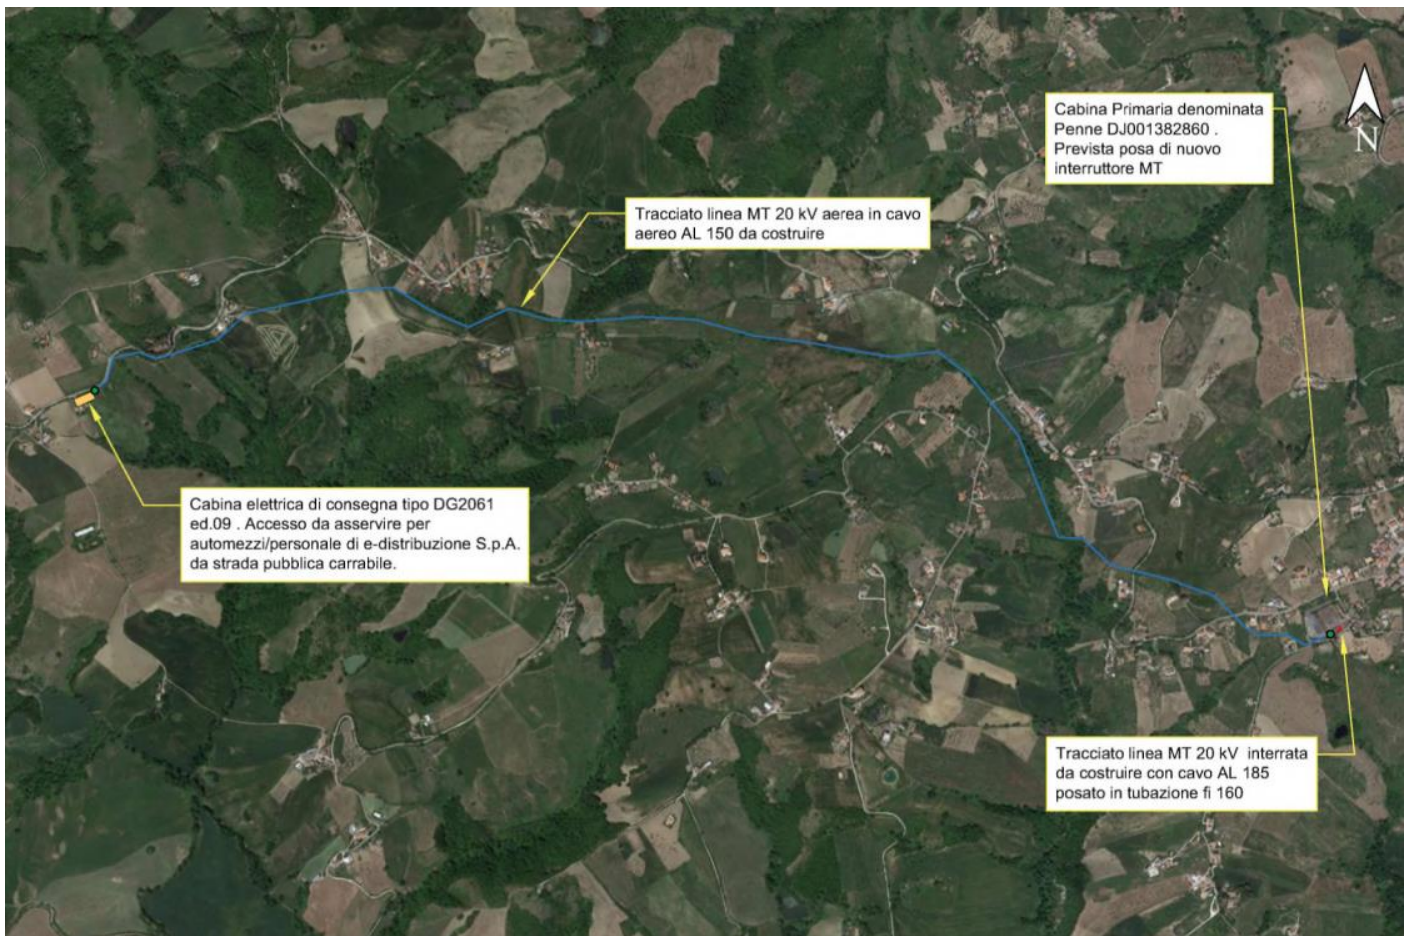 Cabina Primaria denominata
Penne DJ001382860 .
Prevista posa di nuovo
interruttore MT
N
Tracciato linea MT 20 kV aerea in cavo
aereo AL 150 da costruire
Cabina elettrica di consegna tipo DG2061
ed.09 . Accesso da asservire per
automezzi/personale di e-distribuzione S.p.A.
da strada pubblica carrabile.
Tracciato linea MT 20 kV  interrata
da costruire con cavo AL 185
posato in tubazione fi 160